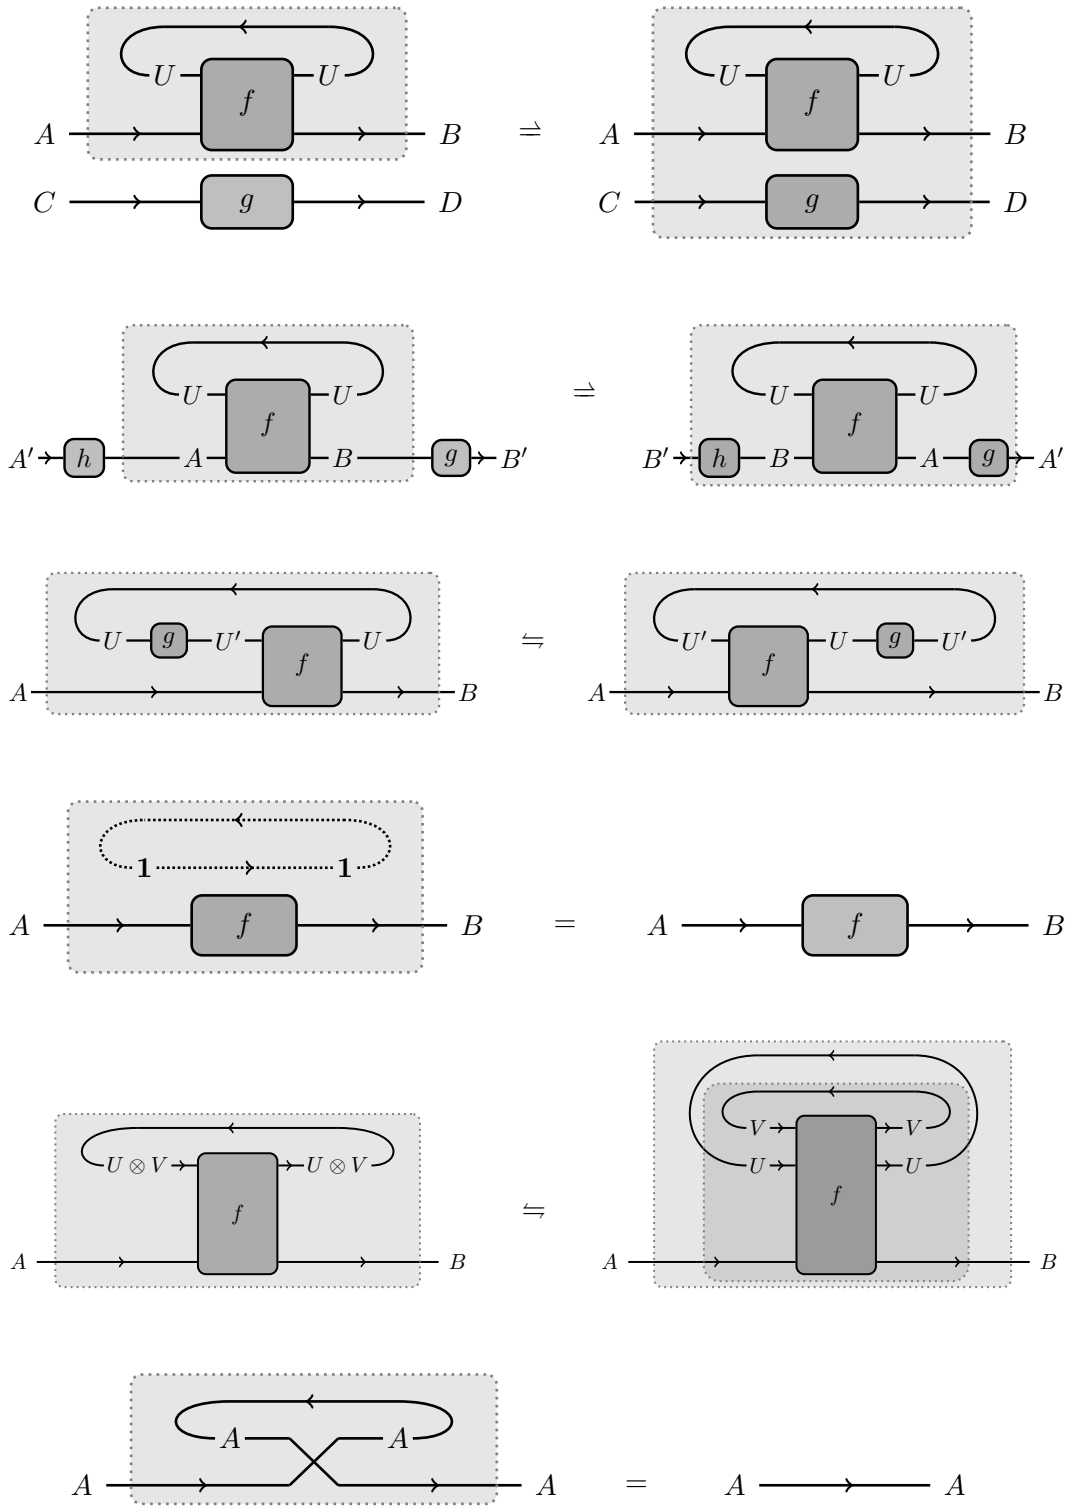 U U U U
f f
A B ⇌ A B
C g D C g D
U U ⇌ U U
f f
A′ h A B g B′ B′ h B A g A′
U g U′ U ⇋ U′ U g U′
f f
A B A B
1 1
A f B = A f B
V V
U ⊗ V U ⊗ V U U
f ⇋ f
A B A B
A A
A A = A A